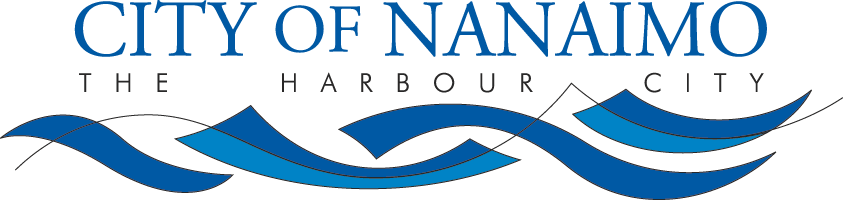 CITY OF NANAIMO
THE HARBOUR CITY